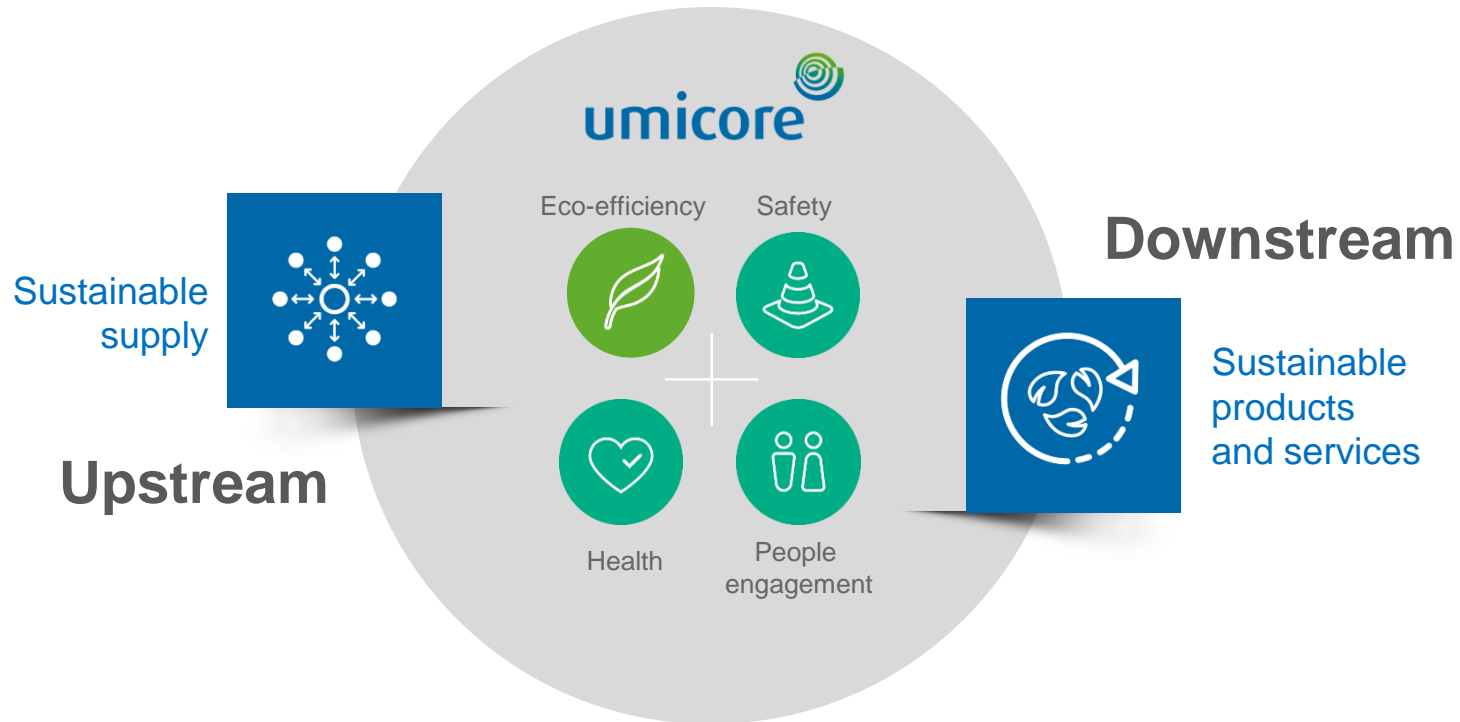 umicore
Eco-efficiency
Safety
Sustainable
supply
Upstream
Health
People
engagement
Downstream
Sustainable
products
and services